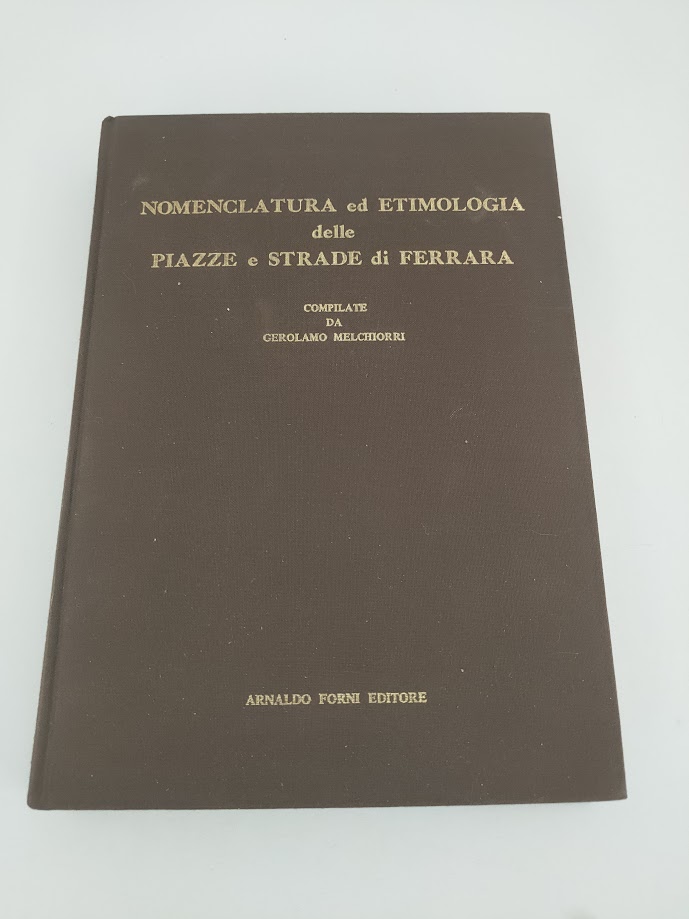 NOMENCLATURA ed ETIMOLOGIA
delle
PIAZZE e STRADE di FERRARA
COMPILATE
DA
GEROLAMO MELCHIORRI
ARNALDO FORNI EDITORE